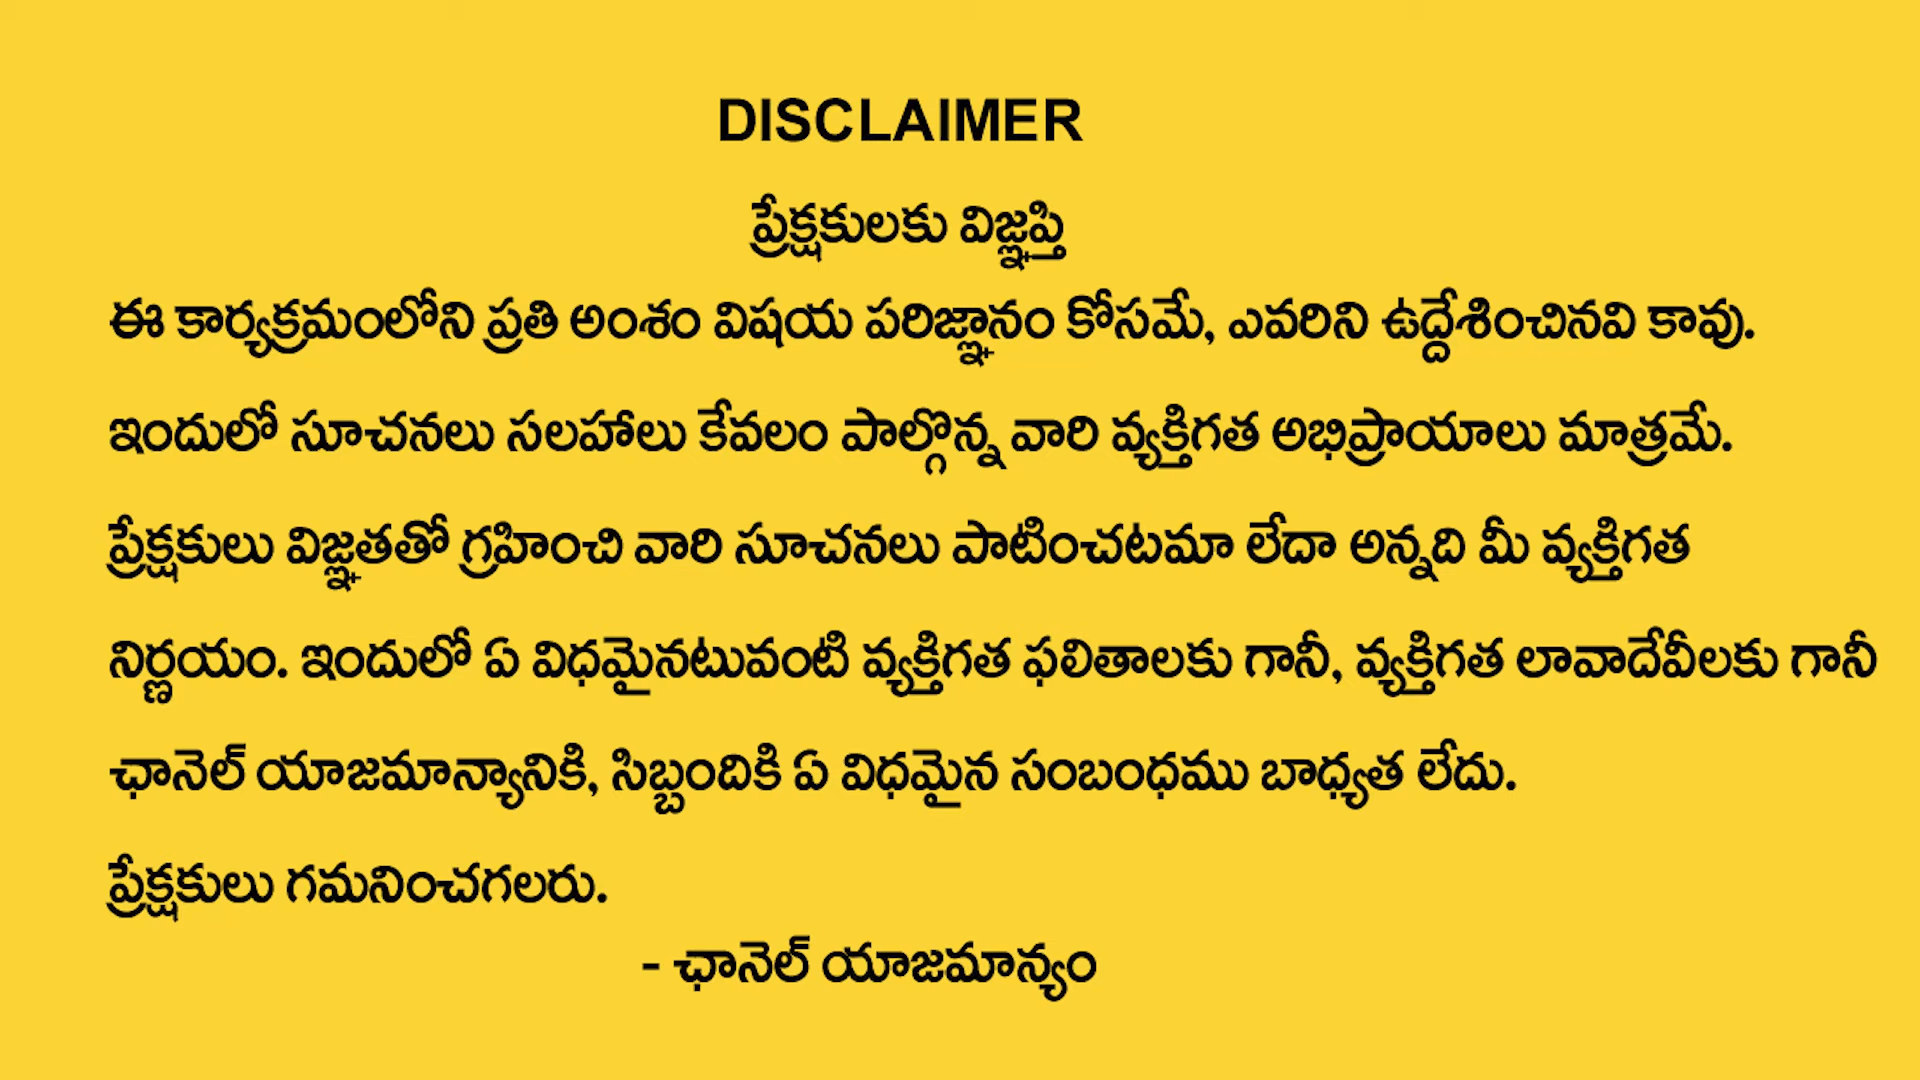 DISCLAIMER
ప్రేక్షకులకు విజ్ఞప్తి
ఈ కార్యక్రమంలోని ప్రతి అంశం విషయ పరిజ్ఞానం కోసమే, ఎవరిని ఉద్దేశించినవి కావు.
ఇందులో సూచనలు సలహాలు కేవలం పాల్గొన్న వారి వ్యక్తిగత అభిప్రాయాలు మాత్రమే.
ప్రేక్షకులు విజ్ఞతతో గ్రహించి వారి సూచనలు పాటించటమా లేదా అన్నది మీ వ్యక్తిగత
నిర్ణయం. ఇందులో ఏ విధమైనటువంటి వ్యక్తిగత ఫలితాలకు గానీ, వ్యక్తిగత లావాదేవీలకు గానీ
ఛానెల్ యాజమాన్యానికి, సిబ్బందికి ఏ విధమైన సంబంధము బాధ్యత లేదు.
ప్రేక్షకులు గమనించగలరు.
- ఛానెల్ యాజమాన్యం